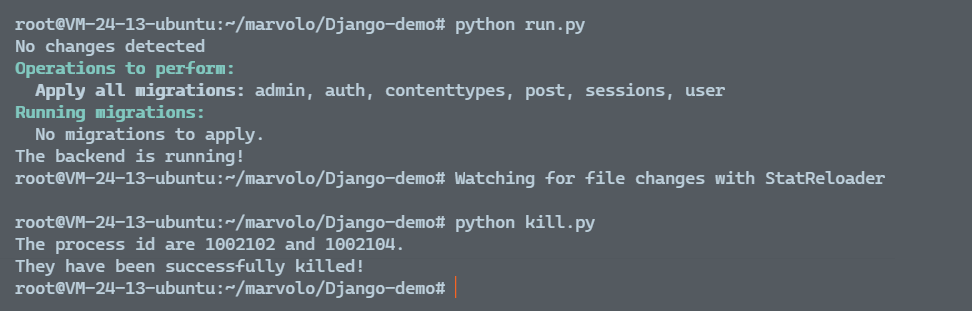 root@VM-24-13-ubuntu:~/marvolo/Django-demo# python run.py
No changes detected
Operations to perform:
  Apply all migrations: admin, auth, contenttypes, post, sessions, user
Running migrations:
  No migrations to apply.
The backend is running!
root@VM-24-13-ubuntu:~/marvolo/Django-demo# Watching for file changes with StatReloader
root@VM-24-13-ubuntu:~/marvolo/Django-demo# python kill.py
The process id are 1002102 and 1002104.
They have been successfully killed!
root@VM-24-13-ubuntu:~/marvolo/Django-demo#